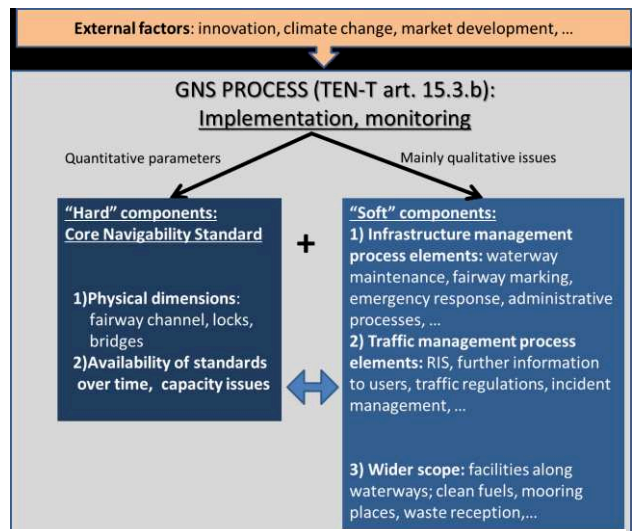 External factors: innovation, climate change, market development, ...
GNS PROCESS (TEN-T art. 15.3.b):
Implementation, monitoring
Quantitative parameters
Mainly qualitative issues
"Hard" components:
Core Navigability Standard
1)Physical dimensions:
fairway channel, locks,
bridges
2)Availability of standards
over time, capacity issues
+
"Soft" components:
1) Infrastructure management
process elements: waterway
maintenance, fairway marking,
emergency response, administrative
processes, ...
2) Traffic management process
elements: RIS, further information
to users, traffic regulations, incident
management, ...
3) Wider scope: facilities along
waterways; clean fuels, mooring
places, waste reception,...